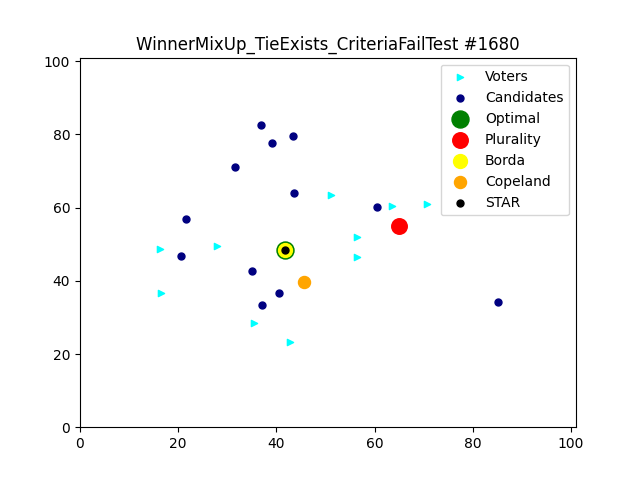 WinnerMixUp_TieExists_CriteriaFailTest #1680
Voters
Candidates
Optimal
Plurality
Borda
Copeland
STAR
100
80
60
40
20
0
0 20 40 60 80 100